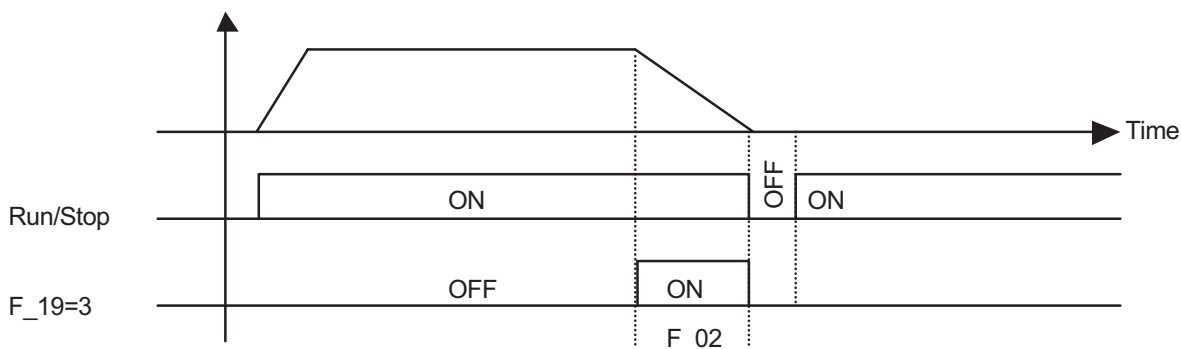 Time
OFF
Run/Stop ON ON
F_19=3 OFF ON
F_02